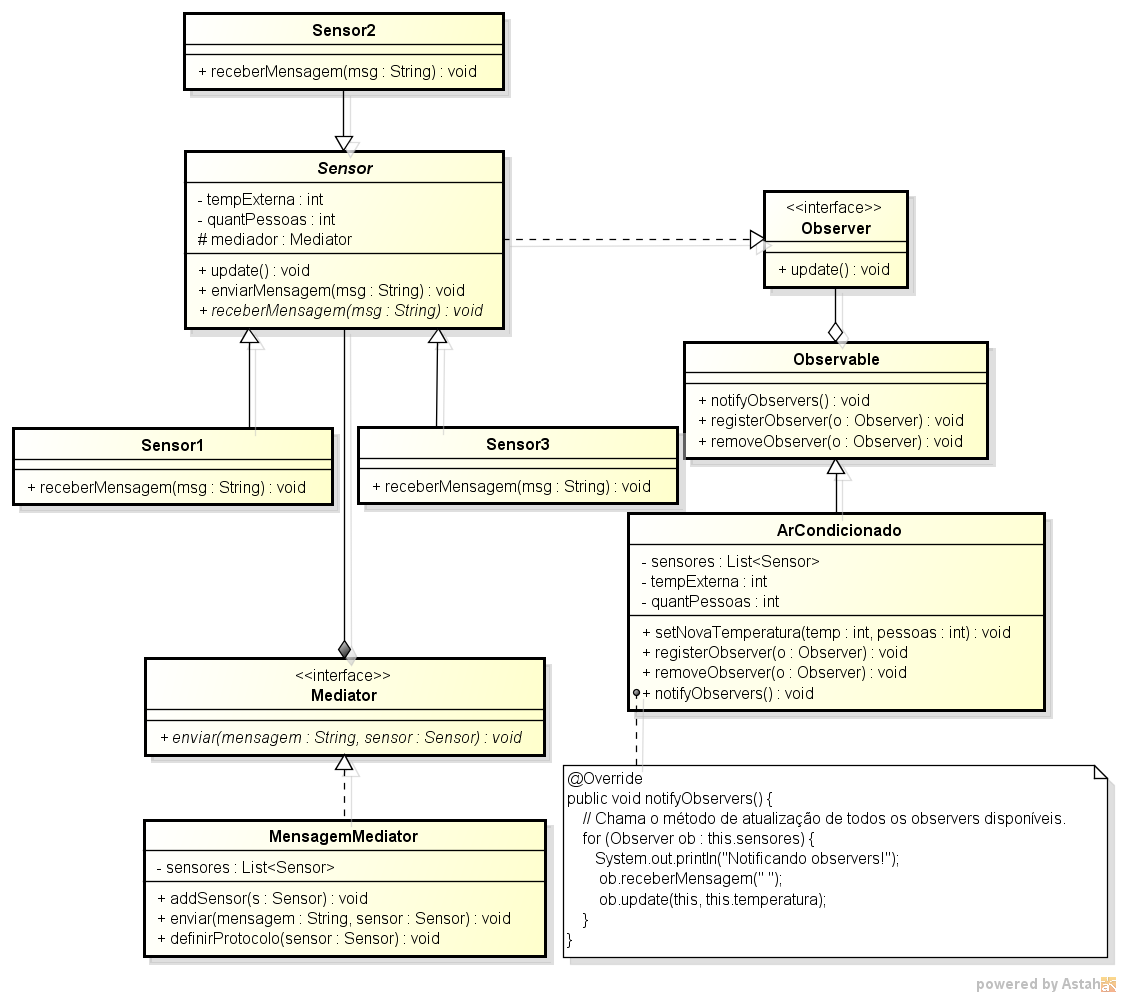 Sensor2
+ receberMensagem(msg : String) : void
Sensor
- tempExterna : int
- quantPessoas : int
# mediador : Mediator
+ update() : void
+ enviarMensagem(msg : String) : void
+ receberMensagem(msg : String) : void
<<interface>>
Observer
+ update() : void
Observable
+ notifyObservers() : void
+ registerObserver(o : Observer) : void
+ removeObserver(o : Observer) : void
Sensor1
+ receberMensagem(msg : String) : void
Sensor3
+ receberMensagem(msg : String) : void
ArCondicionado
- sensores : List<Sensor>
- tempExterna : int
- quantPessoas : int
+ setNovaTemperatura(temp : int, pessoas : int) : void
+ registerObserver(o : Observer) : void
+ removeObserver(o : Observer) : void
+ notifyObservers() : void
<<interface>>
Mediator
+ enviar(mensagem : String, sensor : Sensor) : void
MensagemMediator
- sensores : List<Sensor>
+ addSensor(s : Sensor) : void
+ enviar(mensagem : String, sensor : Sensor) : void
+ definirProtocolo(sensor : Sensor) : void
@Override
public void notifyObservers() {
// Chama o método de atualização de todos os observers disponíveis.
for (Observer ob : this.sensores) {
System.out.println("Notificando observers!");
ob.receberMensagem(" ");
ob.update(this, this.temperatura);
}
}
powered by Astah